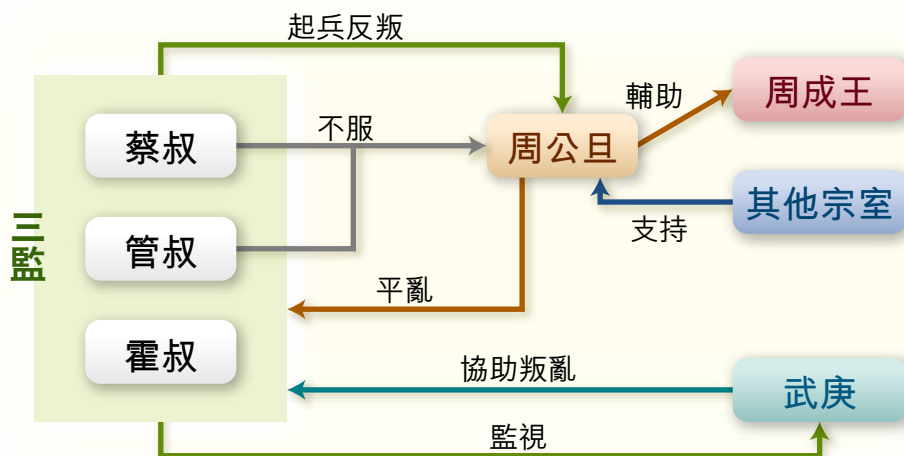 起兵反叛
周成王
輔助
蔡叔
不服
周公旦
其他宗室
支持
三監
管叔
平亂
霍叔
協助叛亂
武庚
監視